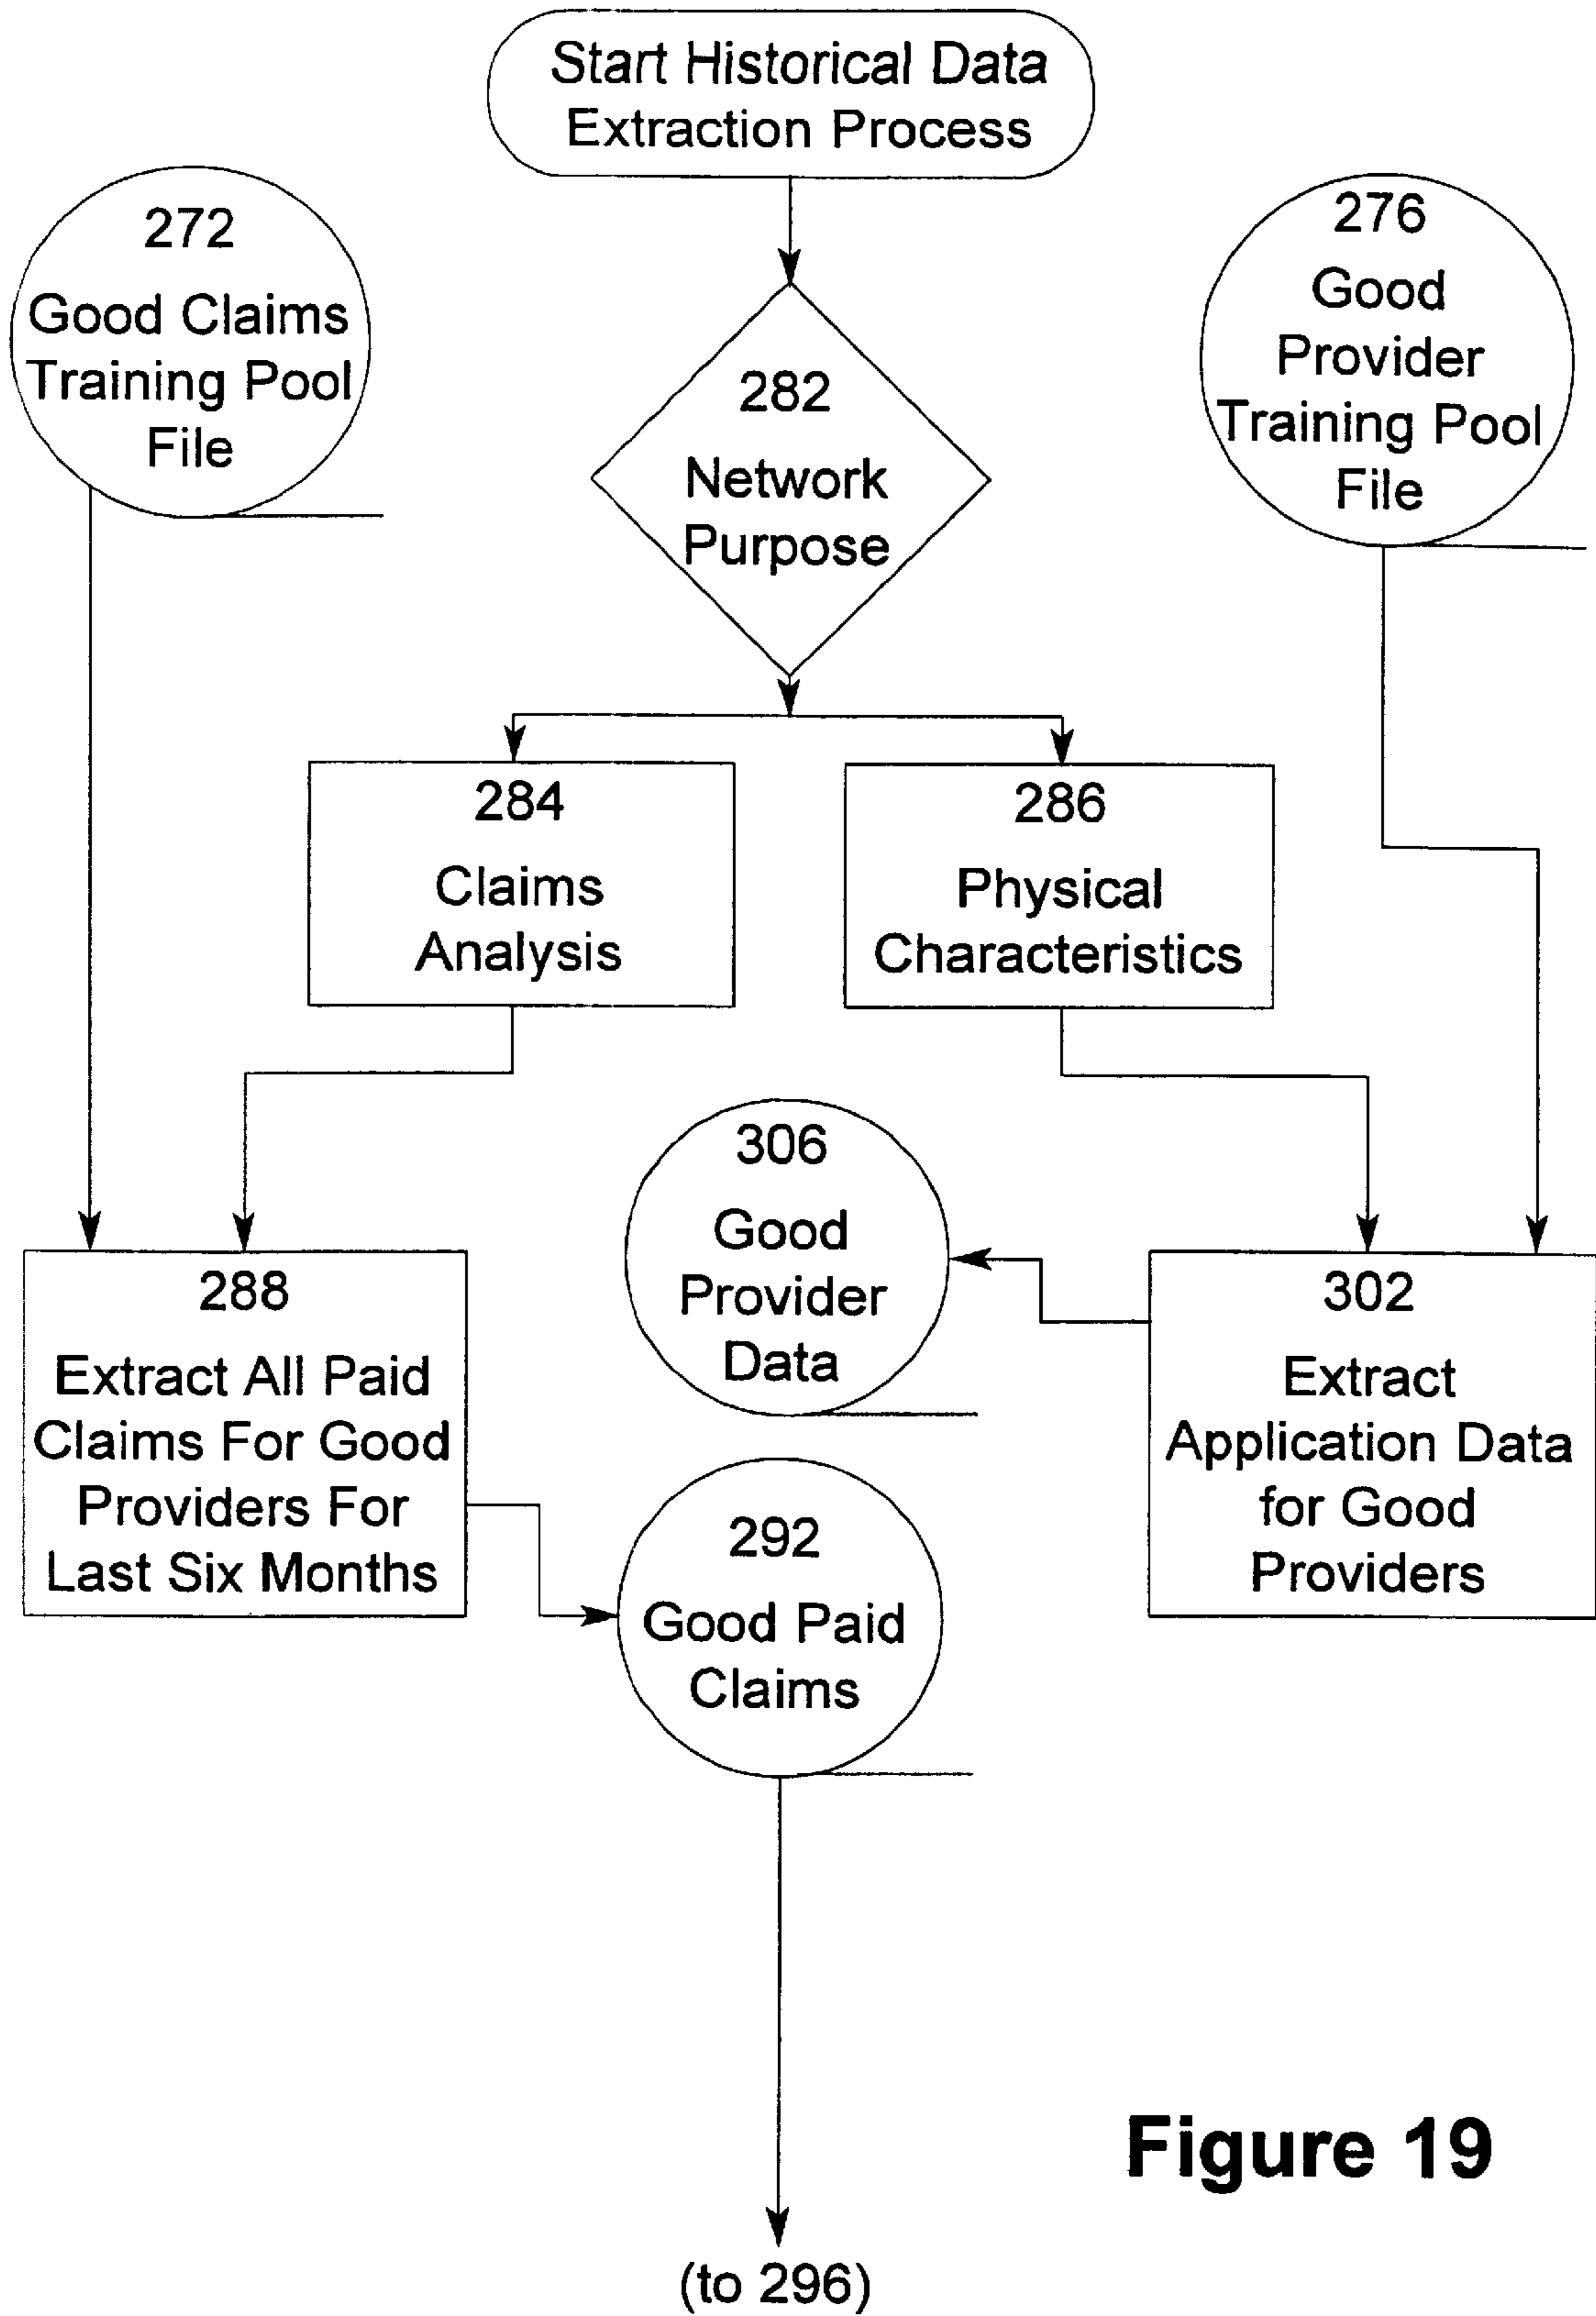 Start Historical Data
Extraction Process
272
Good Claims
Training Pool
File
276
Good
Provider
Training Pool
File
282
Network
Purpose
284
Claims
Analysis
286
Physical
Characteristics
306
Good
Provider
Data
288
Extract All Paid
Claims For Good
Providers For
Last Six Months
302
Extract
Application Data
for Good
Providers
292
Good Paid
Claims
Figure 19
(to 296)